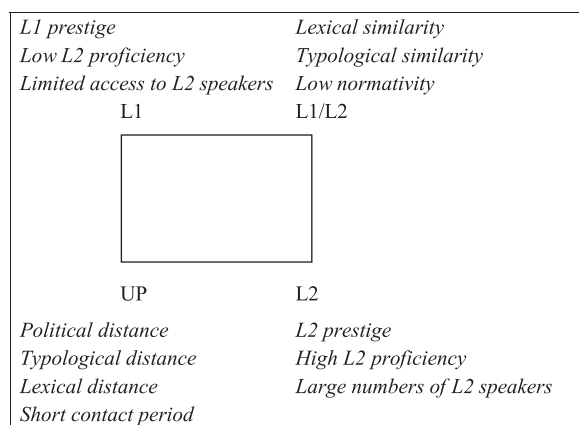 L1 prestige Lexical similarity
Low L2 proficiency Typological similarity
Limited access to L2 speakers Low normativity
L1 L1/L2
UP L2
Political distance L2 prestige
Typological distance High L2 proficiency
Lexical distance Large numbers of L2 speakers
Short contact period